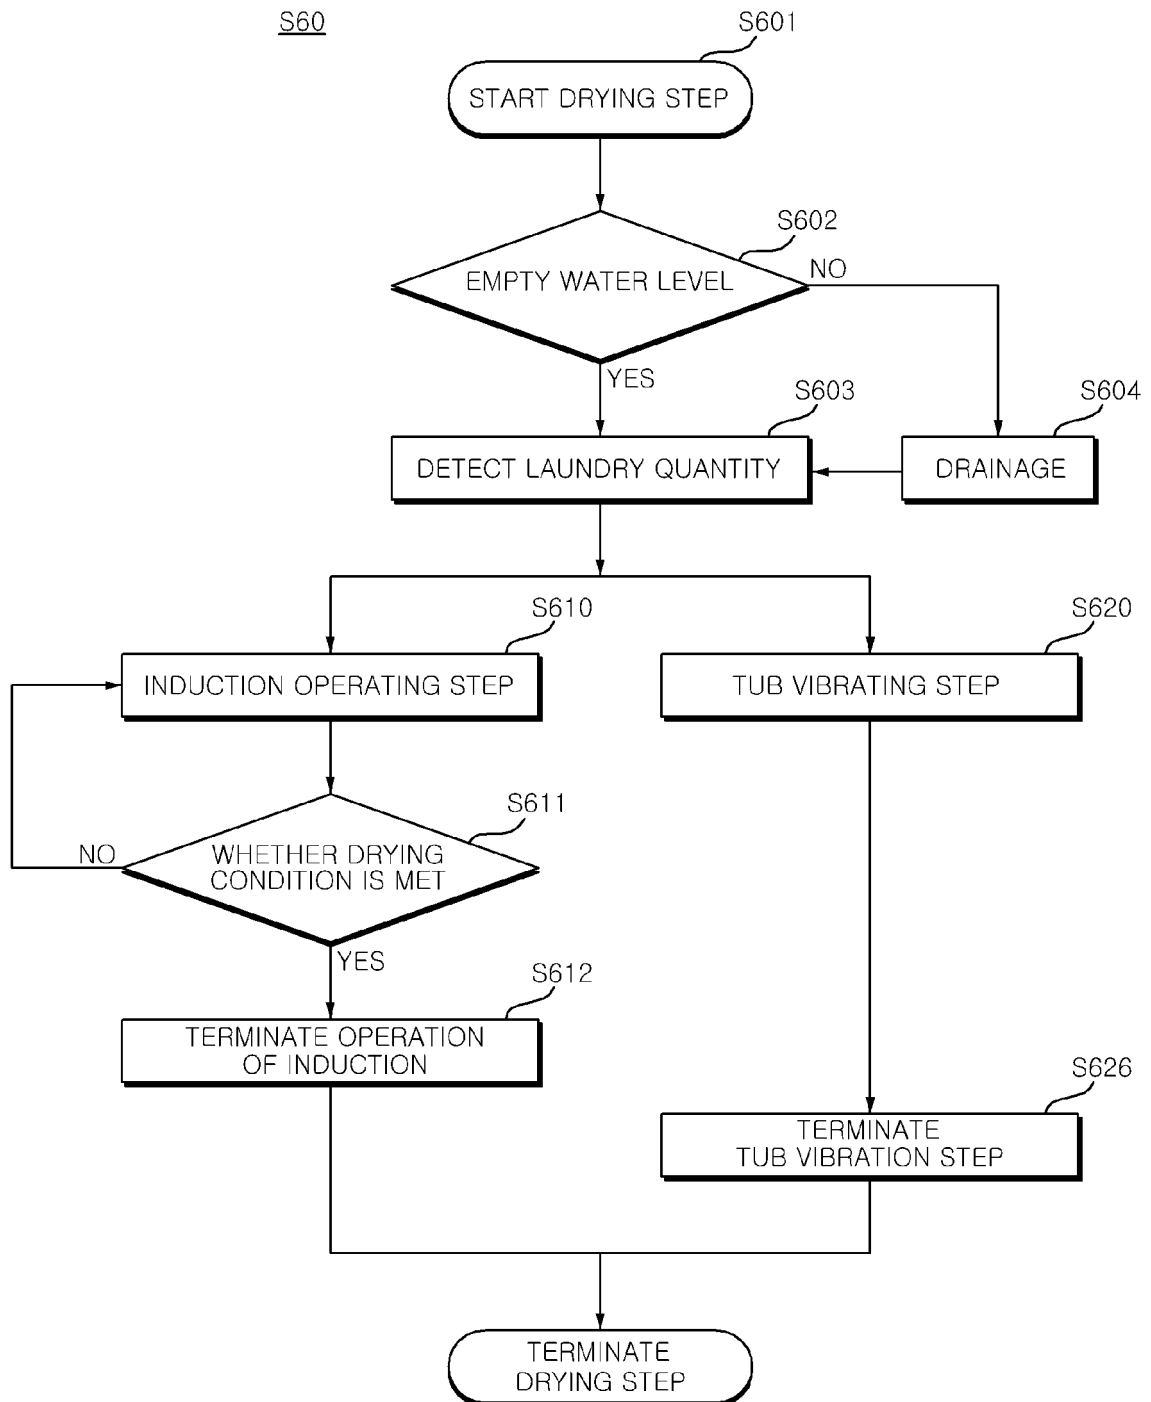 S60
S601
START DRYING STEP
S602
EMPTY WATER LEVEL
NO
YES
S603
S604
DETECT LAUNDRY QUANTITY
DRAINAGE
S610
S620
INDUCTION OPERATING STEP
TUB VIBRATING STEP
S611
NO
WHETHER DRYING
CONDITION IS MET
YES
S612
TERMINATE OPERATION
OF INDUCTION
S626
TERMINATE
TUB VIBRATION STEP
TERMINATE
DRYING STEP